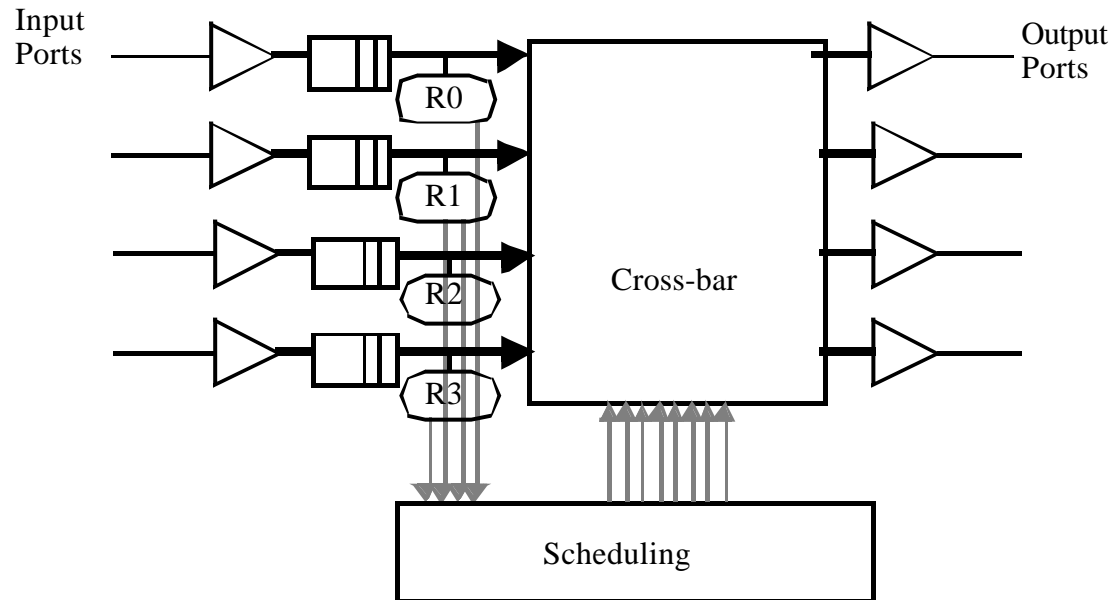 Input
Ports
Output
Ports
R0
R1
R2
R3
Cross-bar
Scheduling